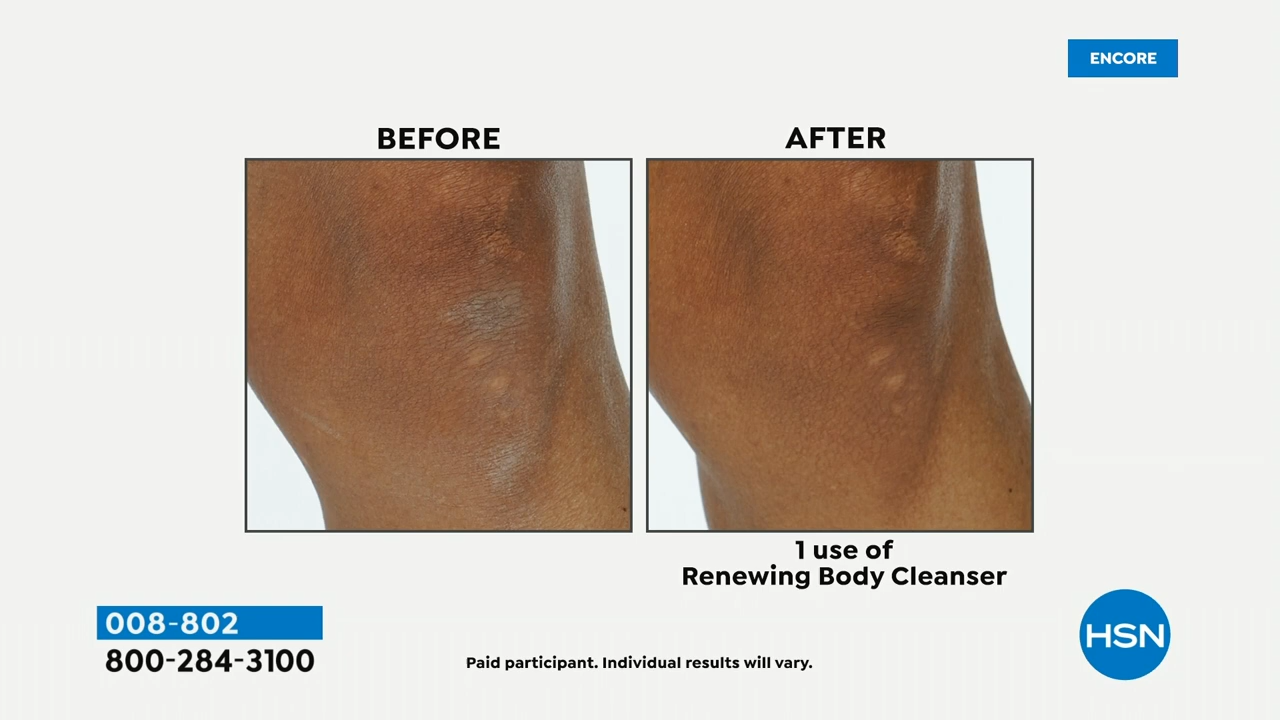 ENCORE
BEFORE
AFTER
1 use of
Renewing Body Cleanser
008-802
800-284-3100
Paid participant. Individual results will vary.
HSN